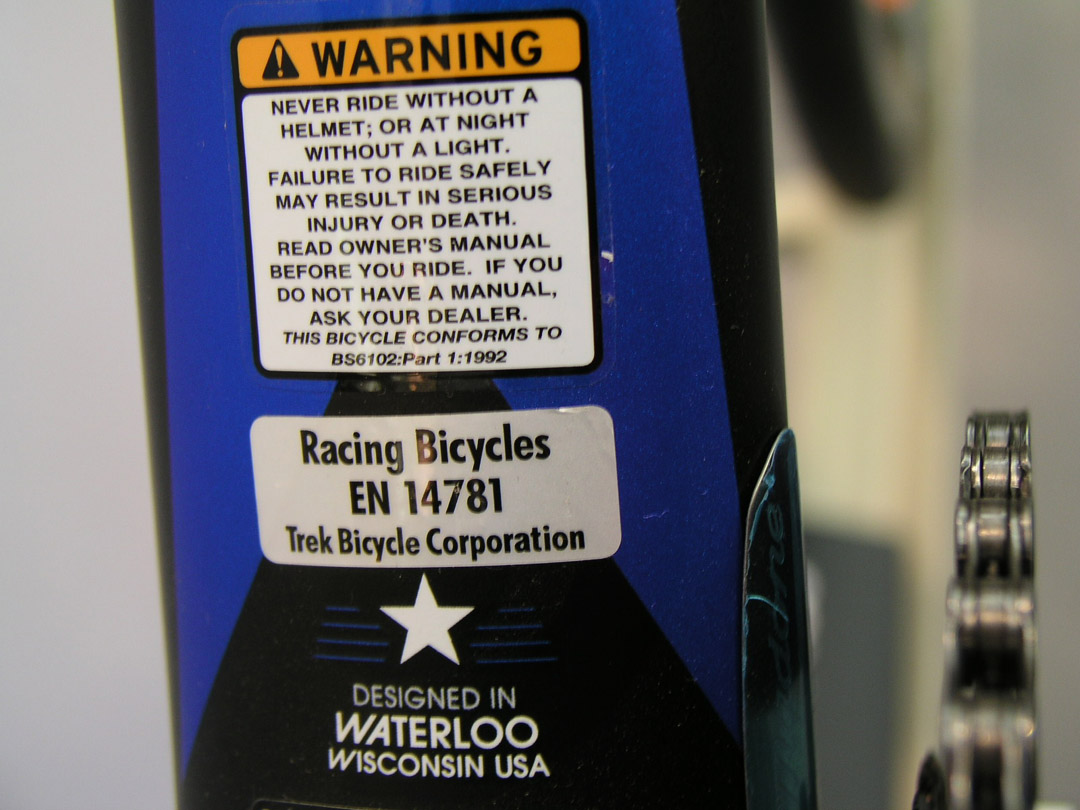 WARNING
NEVER RIDE WITHOUT A
HELMET; OR AT NIGHT
WITHOUT A LIGHT.
FAILURE TO RIDE SAFELY
MAY RESULT IN SERIOUS
INJURY OR DEATH.
READ OWNER'S MANUAL
BEFORE YOU RIDE. IF YOU
DO NOT HAVE A MANUAL,
ASK YOUR DEALER.
THIS BICYCLE CONFORMS TO
BS6102:Part 1:1992
Racing Bicycles
EN 14781
Trek Bicycle Corporation
DESIGNED IN
WATERLOO
WISCONSIN USA